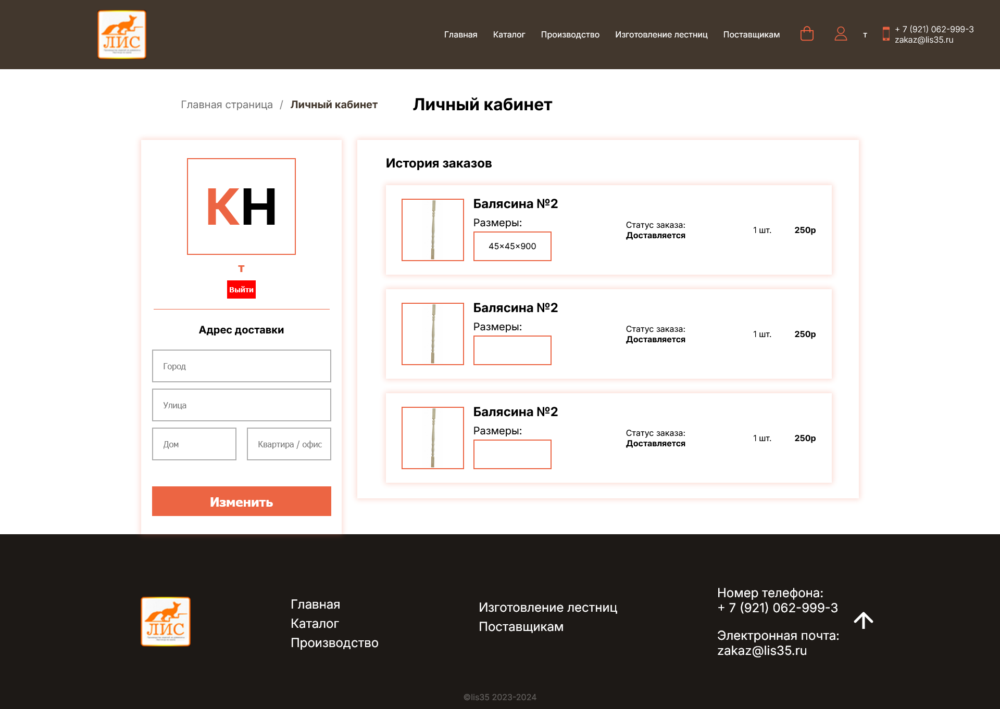 ЛИС
Главная
Каталог
Производство
Изготовление лестниц
Поставщикам
т
+ 7 (921) 062-999-3
zakaz@lis35.ru
Главная страница / Личный кабинет
Личный кабинет
КН
т
Выйти
Адрес доставки
Город
Улица
Дом
Квартира / офис
Изменить
История заказов
Балясина №2
Размеры:
45×45×900
Статус заказа:
Доставляется
1 шт.
250р
Балясина №2
Размеры:
Статус заказа:
Доставляется
1 шт.
250р
Балясина №2
Размеры:
Статус заказа:
Доставляется
1 шт.
250р
ЛИС
Главная
Каталог
Производство
Изготовление лестниц
Поставщикам
Номер телефона:
+ 7 (921) 062-999-3
Электронная почта:
zakaz@lis35.ru
©lis35 2023-2024